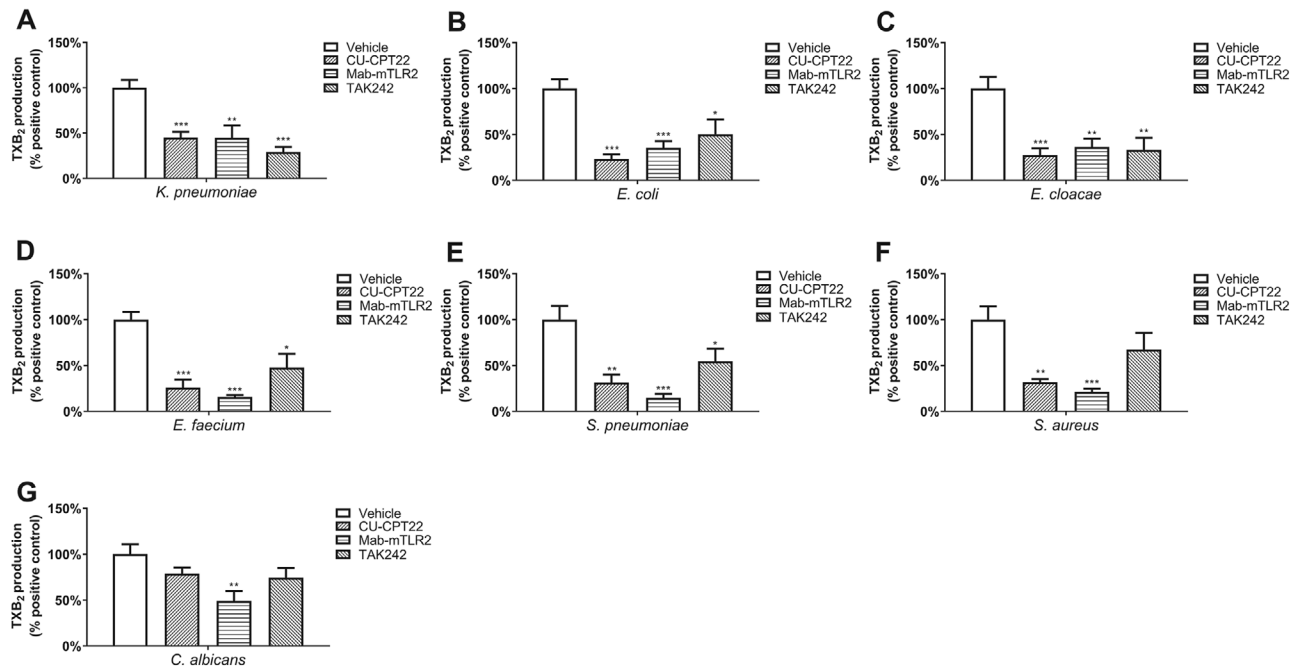 A
TXB2 production
(% positive control)
150%
100%
50%
0%
***
**
***
K. pneumoniae
Vehicle
CU-CPT22
Mab-mTLR2
TAK242
B
TXB2 production
(% positive control)
150%
100%
50%
0%
***
***
*
E. coli
Vehicle
CU-CPT22
Mab-mTLR2
TAK242
C
TXB2 production
(% positive control)
150%
100%
50%
0%
***
**
**
E. cloacae
Vehicle
CU-CPT22
Mab-mTLR2
TAK242
D
TXB2 production
(% positive control)
150%
100%
50%
0%
***
***
*
E. faecium
Vehicle
CU-CPT22
Mab-mTLR2
TAK242
E
TXB2 production
(% positive control)
150%
100%
50%
0%
**
***
*
S. pneumoniae
Vehicle
CU-CPT22
Mab-mTLR2
TAK242
F
TXB2 production
(% positive control)
150%
100%
50%
0%
**
***
S. aureus
Vehicle
CU-CPT22
Mab-mTLR2
TAK242
G
TXB2 production
(% positive control)
150%
100%
50%
0%
**
C. albicans
Vehicle
CU-CPT22
Mab-mTLR2
TAK242